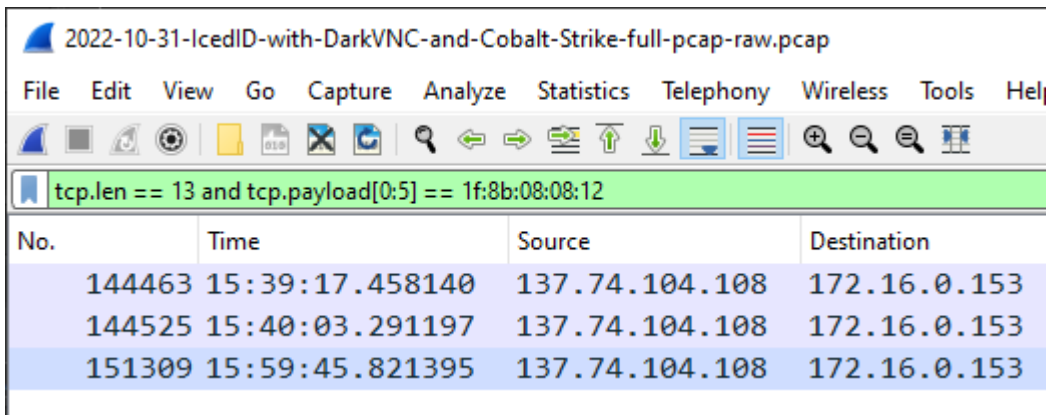 2022-10-31-IcedID-with-DarkVNC-and-Cobalt-Strike-full-pcap-raw.pcap
File Edit View Go Capture Analyze Statistics Telephony Wireless Tools Help
tcp.len == 13 and tcp.payload[0:5] == 1f:8b:08:08:12
No. Time Source Destination
144463 15:39:17.458140 137.74.104.108 172.16.0.153
144525 15:40:03.291197 137.74.104.108 172.16.0.153
151309 15:59:45.821395 137.74.104.108 172.16.0.153